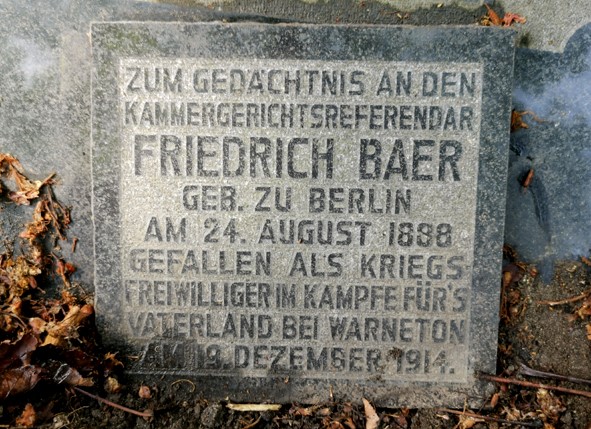 ZUM GEDÄCHTNIS AN DEN
KAMMERGERICHTSREFERENDAR
FRIEDRICH BAER
GEB. ZU BERLIN
AM 24. AUGUST 1888
GEFALLEN ALS KRIEGS
FREIWILLIGER IM KAMPFE FÜR'S
VATERLAND BEI WARNETON
AM 19. DEZEMBER 1914.